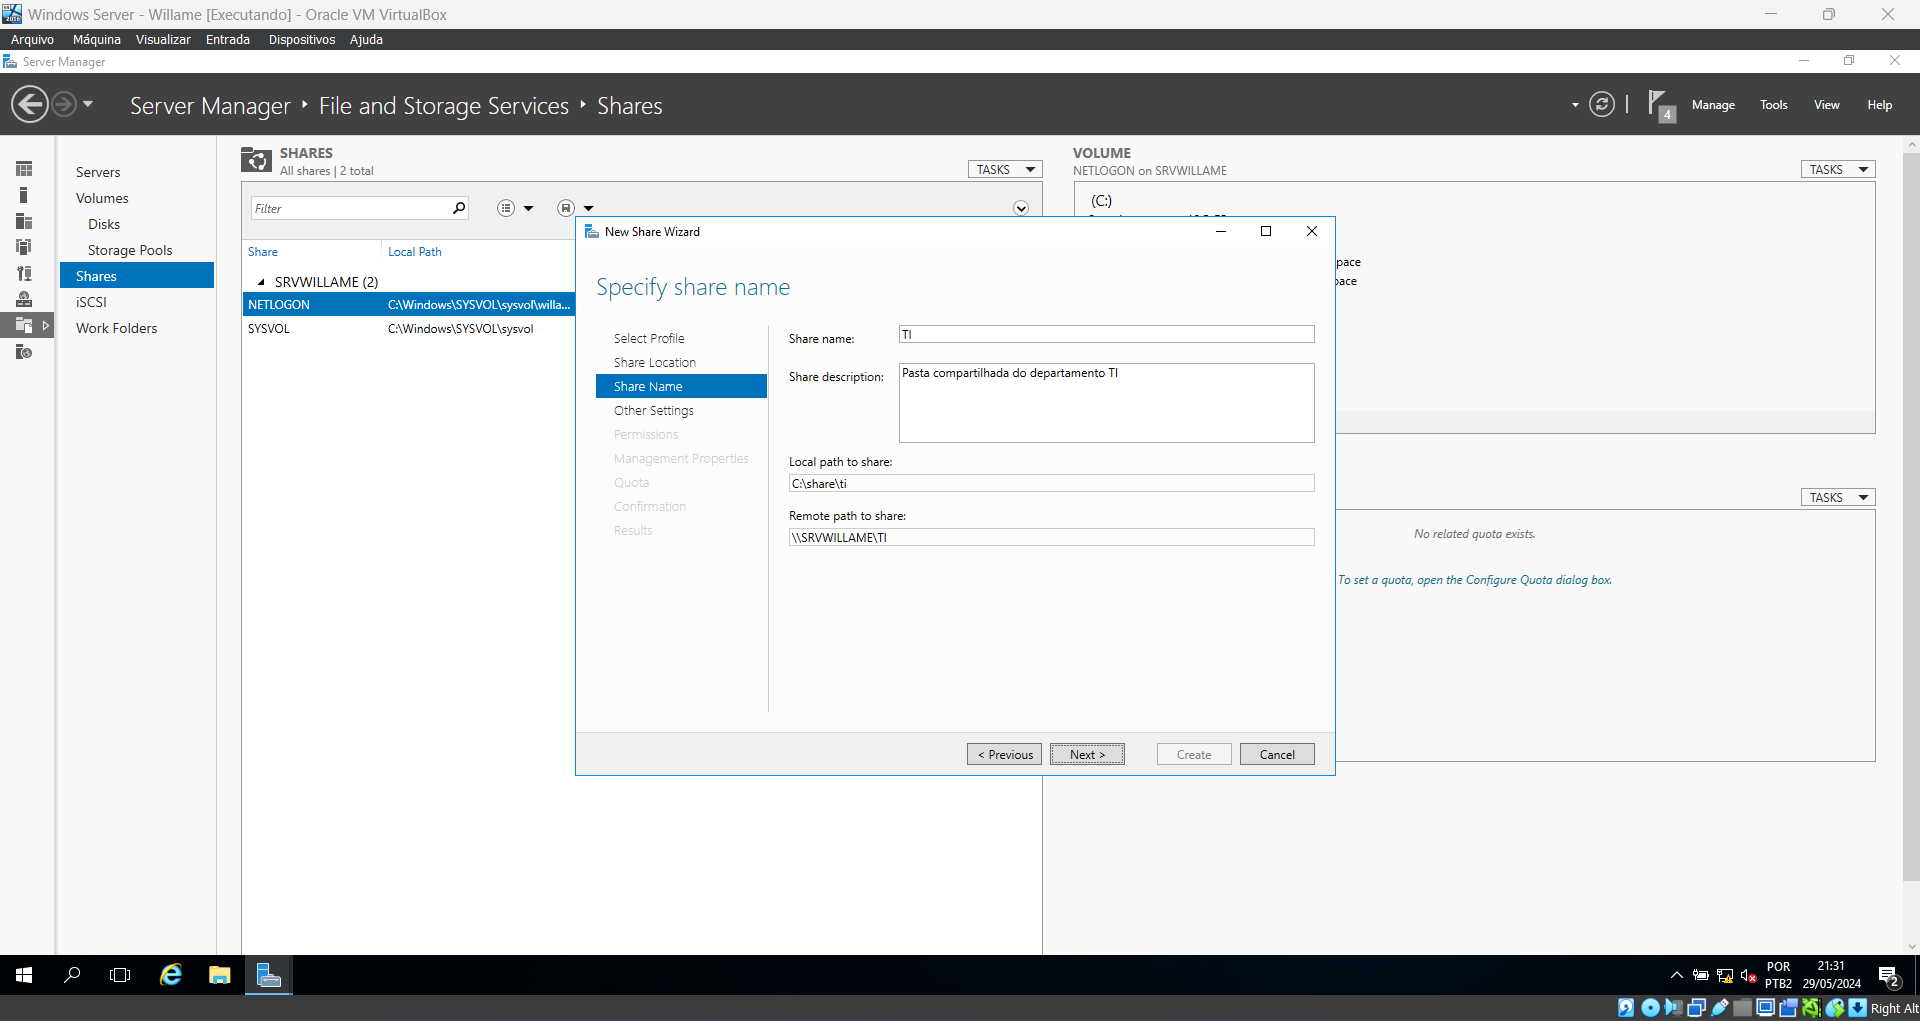 Windows Server - Willame [Executando] - Oracle VM VirtualBox
Arquivo Máquina Visualizar Entrada Dispositivos Ajuda
Server Manager
Server Manager ‣ File and Storage Services ‣ Shares
4
Manage Tools View Help
Servers
Volumes
Disks
Storage Pools
Shares
iSCSI
Work Folders
SHARES
All shares | 2 total
TASKS
Filter
Share Local Path
SRVWILLAME (2)
NETLOGON C:\Windows\SYSVOL\sysvol\willa...
SYSVOL C:\Windows\SYSVOL\sysvol
VOLUME
NETLOGON on SRVWILLAME
TASKS
(C:)
pace
pace
TASKS
No related quota exists.
To set a quota, open the Configure Quota dialog box.
New Share Wizard
Specify share name
Select Profile
Share Location
Share Name
Other Settings
Permissions
Management Properties
Quota
Confirmation
Results
Share name: TI
Share description: Pasta compartilhada do departamento TI
Local path to share:
C:\share\ti
Remote path to share:
\\SRVWILLAME\TI
< Previous Next > Create Cancel
POR
PTB2
21:31
29/05/2024
2
Right Alt